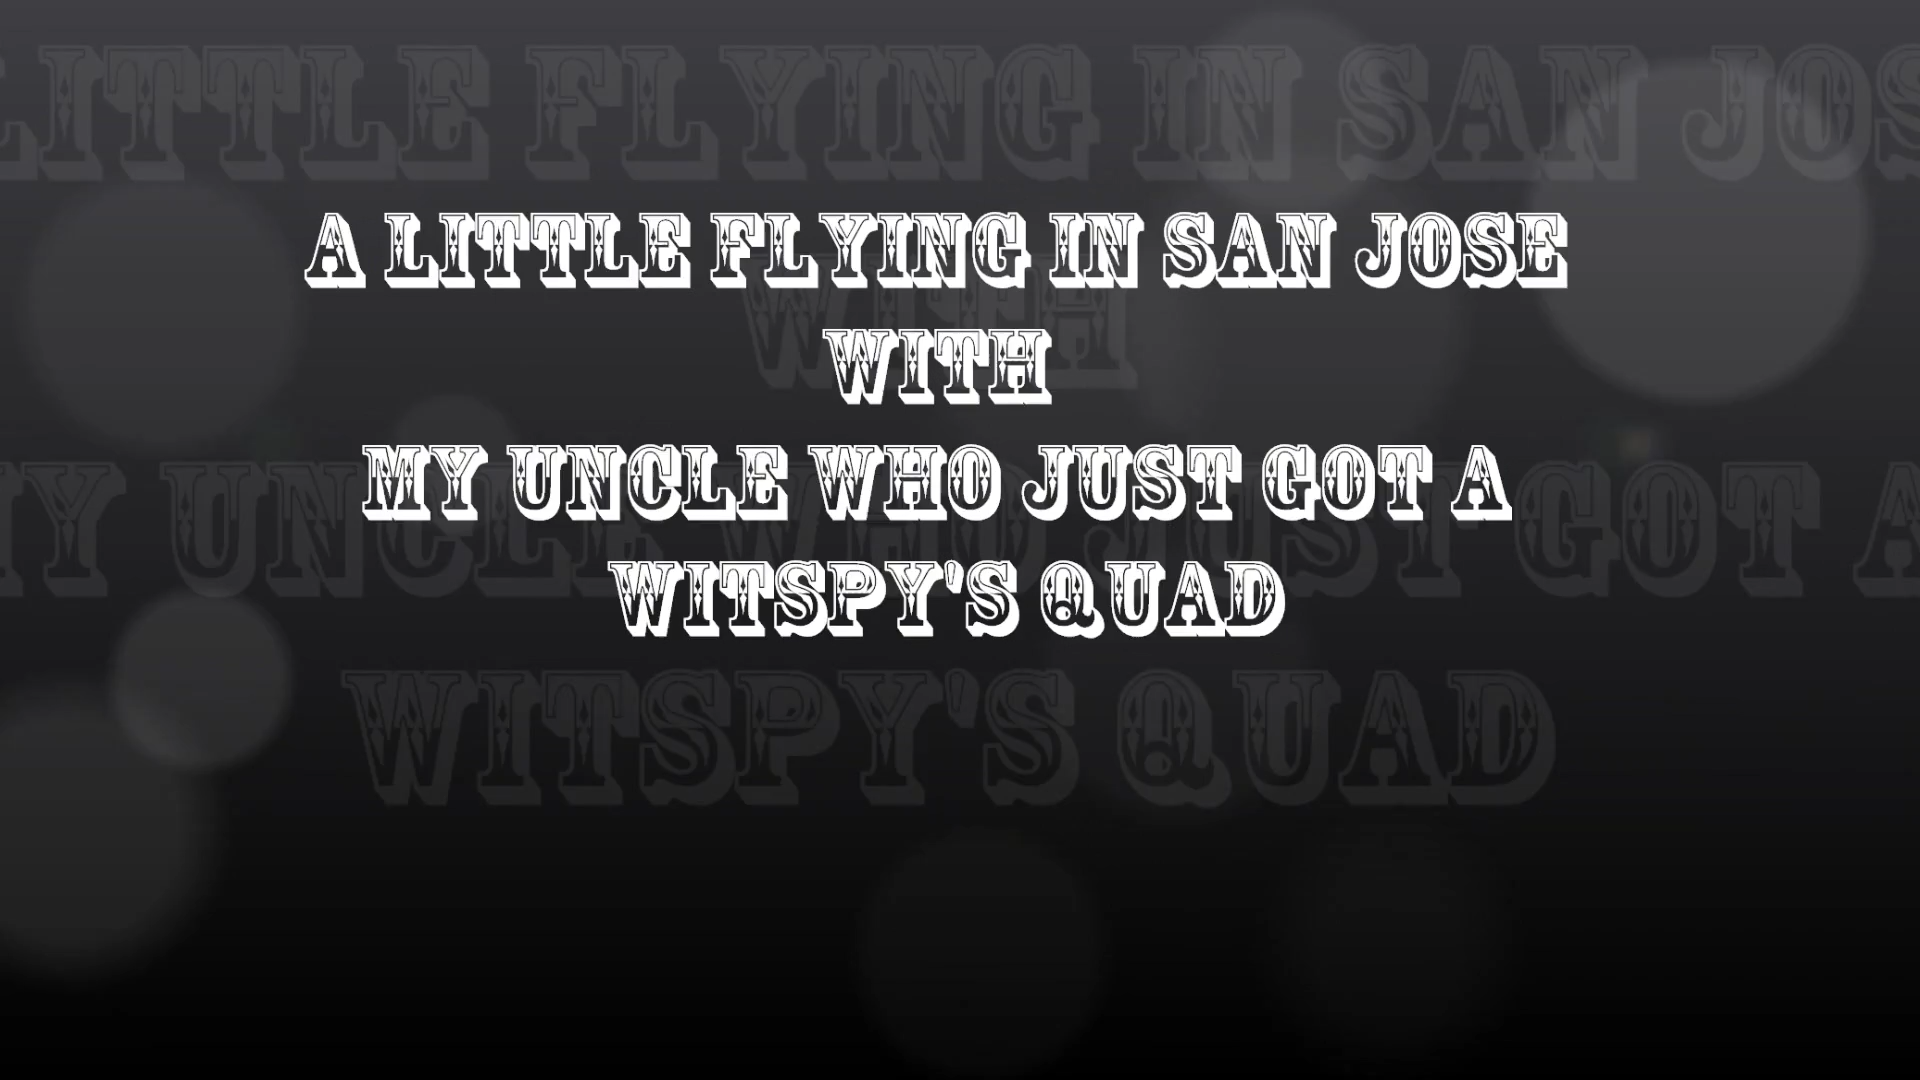 A LITTLE FLYING IN SAN JOSE
WITH
MY UNCLE WHO JUST GOT A
WITSPY'S QUAD